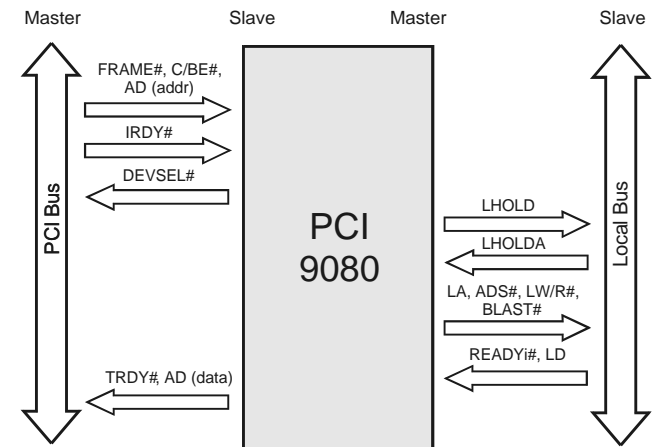 Master Slave Master Slave
FRAME#, C/BE#,
AD (addr)
IRDY#
DEVSEL#
PCI Bus
PCI
9080
LHOLD
LHOLDA
LA, ADS#, LW/R#,
BLAST#
READYi#, LD
Local Bus
TRDY#, AD (data)